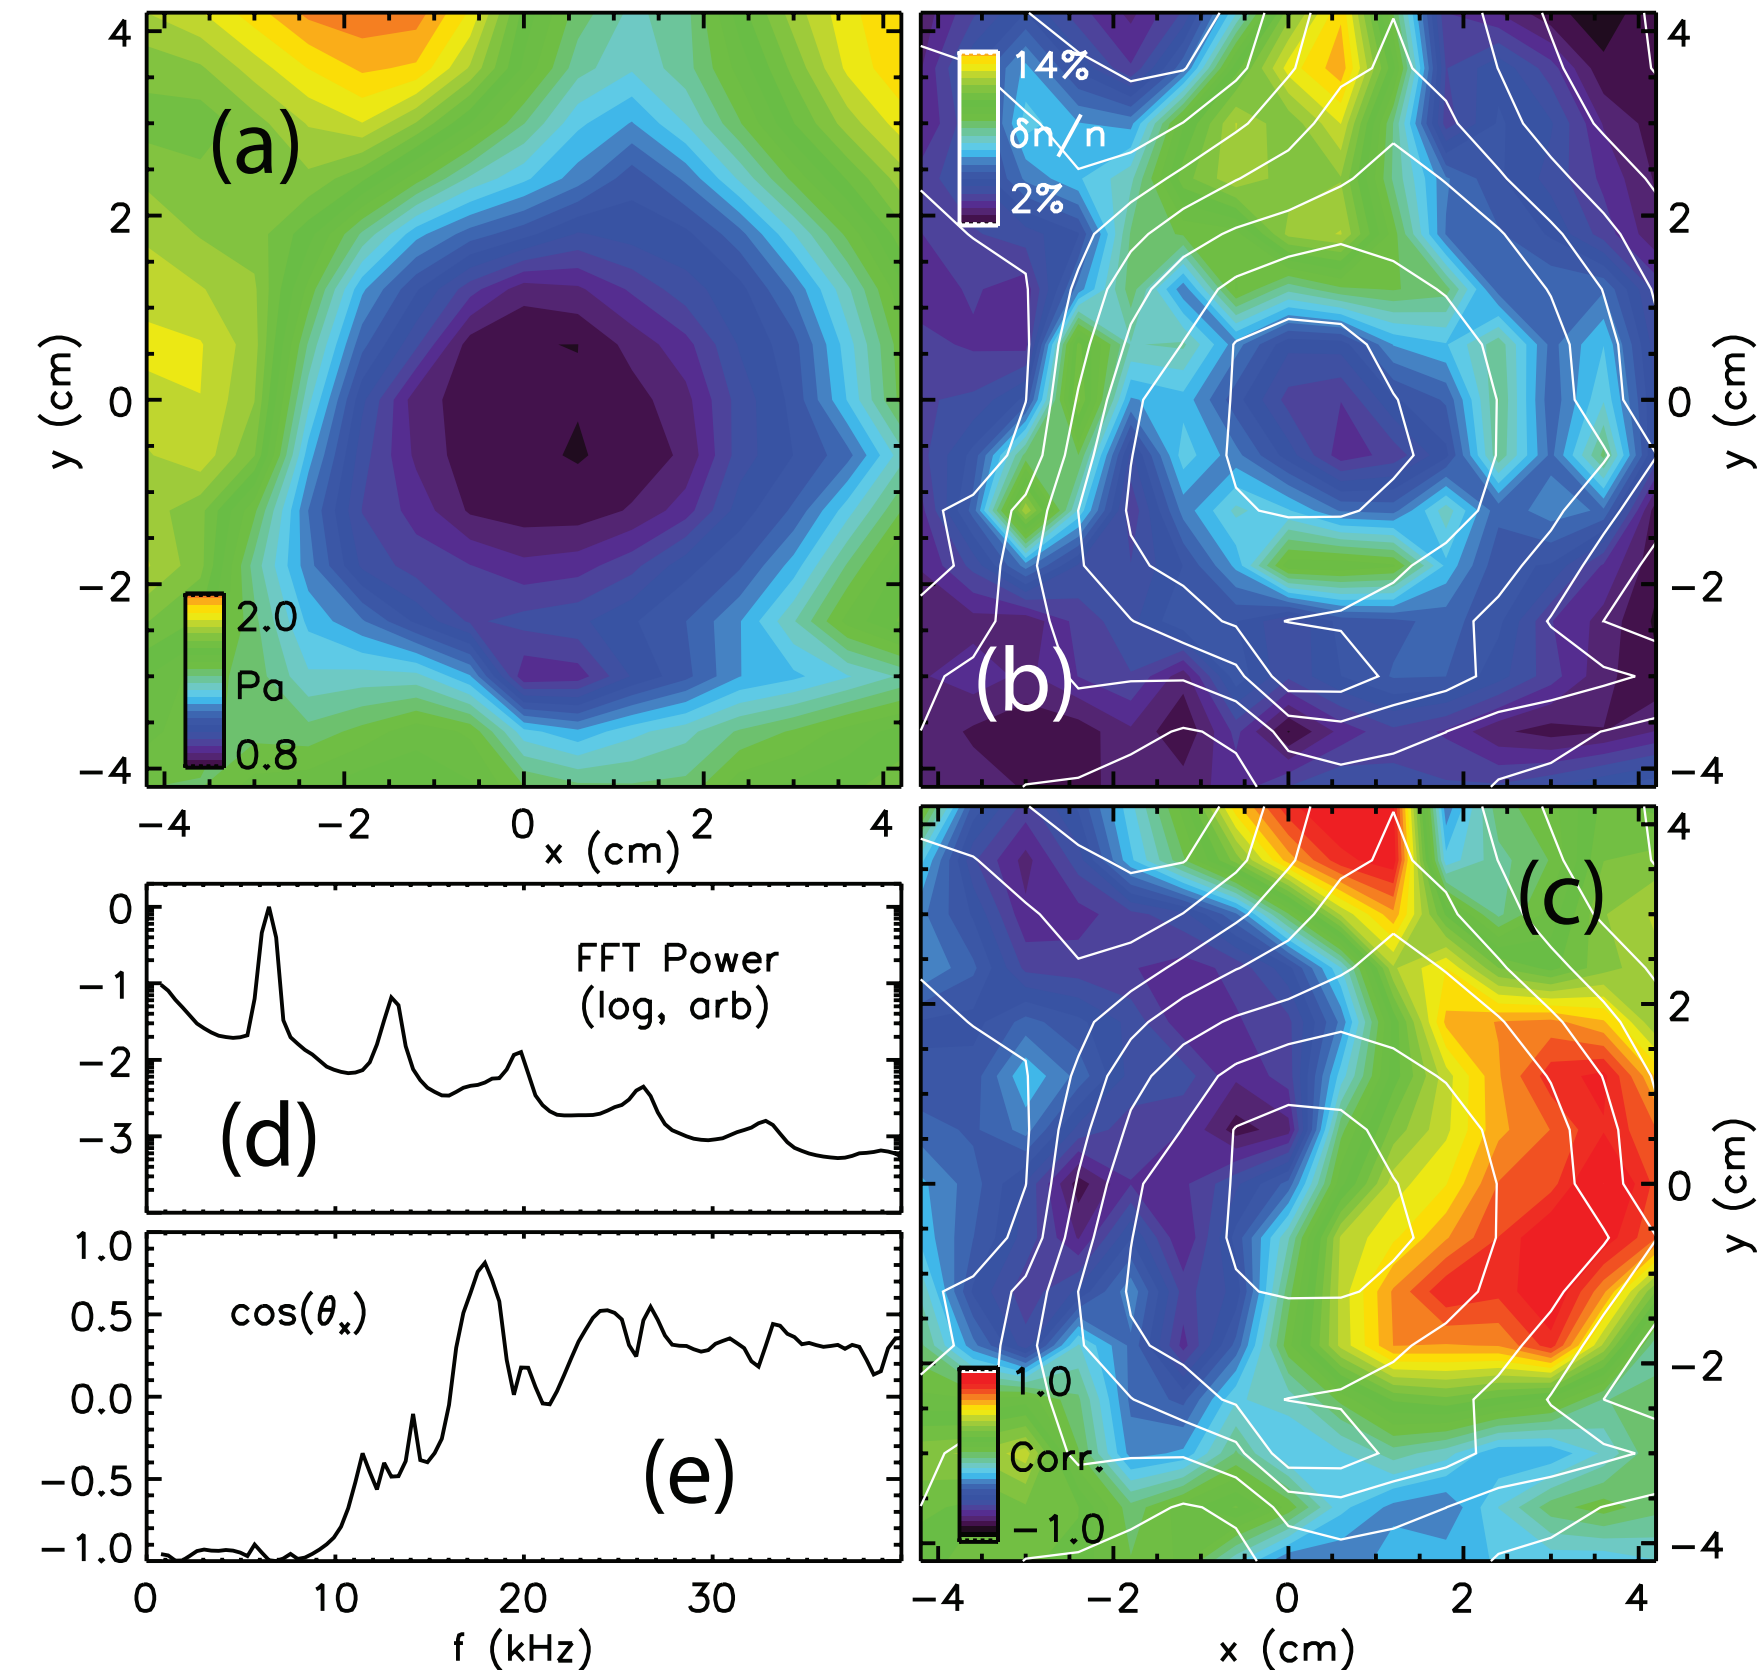 4
2
0
−2
−4
y (cm)
(a)
2.0
Pa
0.8
−4 −2 0 2 4
x (cm)
14%
δn/n
2%
(b)
4
2
0
−2
−4
y (cm)
(c)
1.0
Corr.
−1.0
4
2
0
−2
−4
y (cm)
−4 −2 0 2 4
x (cm)
0
−1
−2
−3
FFT Power
(log, arb)
(d)
1.0
0.5
0.0
−0.5
−1.0
cos(θx)
(e)
0 10 20 30
f (kHz)